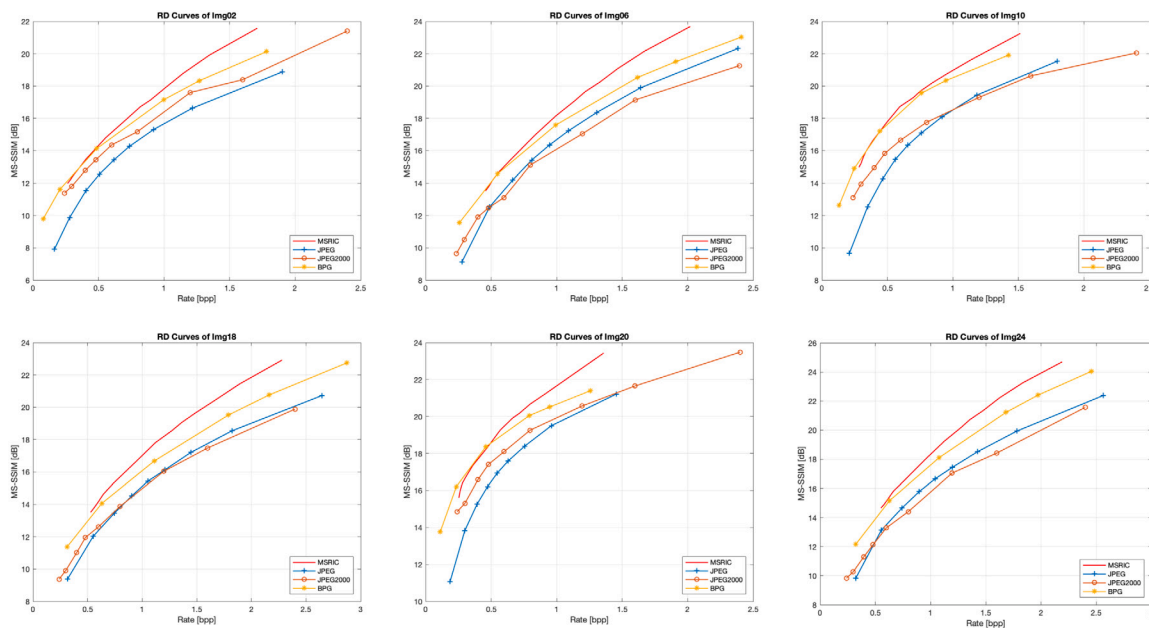 RD Curves of Img02
22
20
18
16
14
12
10
8
6
MS-SSIM [dB]
0
0.5
1
1.5
2
2.5
Rate [bpp]
MSRIC
JPEG
JPEG2000
BPG
RD Curves of Img06
24
22
20
18
16
14
12
10
8
MS-SSIM [dB]
0
0.5
1
1.5
2
2.5
Rate [bpp]
MSRIC
JPEG
JPEG2000
BPG
RD Curves of Img10
24
22
20
18
16
14
12
10
8
MS-SSIM [dB]
0
0.5
1
1.5
2
2.5
Rate [bpp]
MSRIC
JPEG
JPEG2000
BPG
RD Curves of Img18
24
22
20
18
16
14
12
10
8
MS-SSIM [dB]
0
0.5
1
1.5
2
2.5
3
Rate [bpp]
MSRIC
JPEG
JPEG2000
BPG
RD Curves of Img20
24
22
20
18
16
14
12
10
MS-SSIM [dB]
0
0.5
1
1.5
2
2.5
Rate [bpp]
MSRIC
JPEG
JPEG2000
BPG
RD Curves of Img24
26
24
22
20
18
16
14
12
10
8
MS-SSIM [dB]
0
0.5
1
1.5
2
2.5
Rate [bpp]
MSRIC
JPEG
JPEG2000
BPG